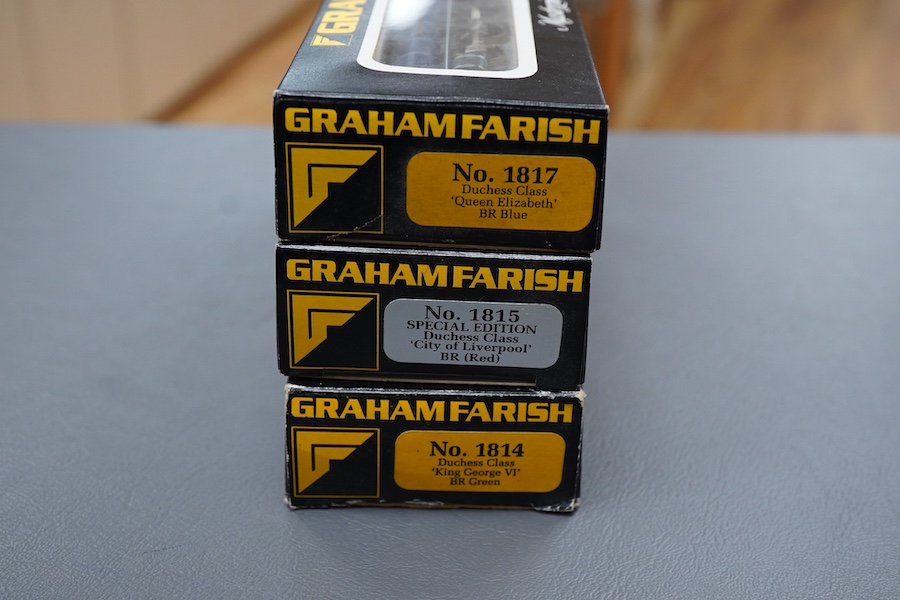 GRA
GRAHAM FARISH
No. 1817
Duchess Class
'Queen Elizabeth'
BR Blue
GRAHAM FARISH
No. 1815
SPECIAL EDITION
Duchess Class
'City of Liverpool'
BR (Red)
GRAHAM FARISH
No. 1814
Duchess Class
'King George VI'
BR Green